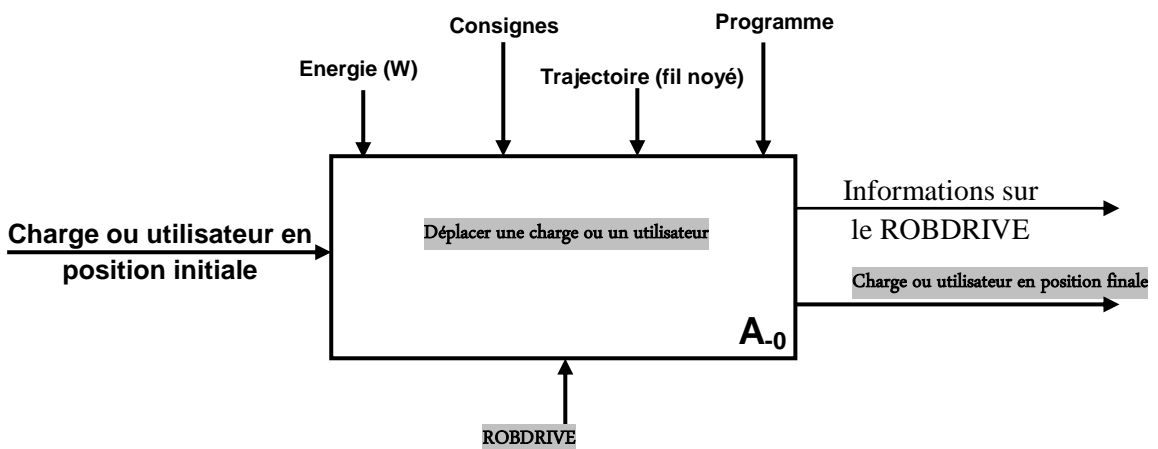 Consignes
Programme
Energie (W)
Trajectoire (fil noyé)
Informations sur
le ROBDRIVE
Charge ou utilisateur en
position initiale
Déplacer une charge ou un utilisateur
Charge ou utilisateur en position finale
A-0
ROBDRIVE